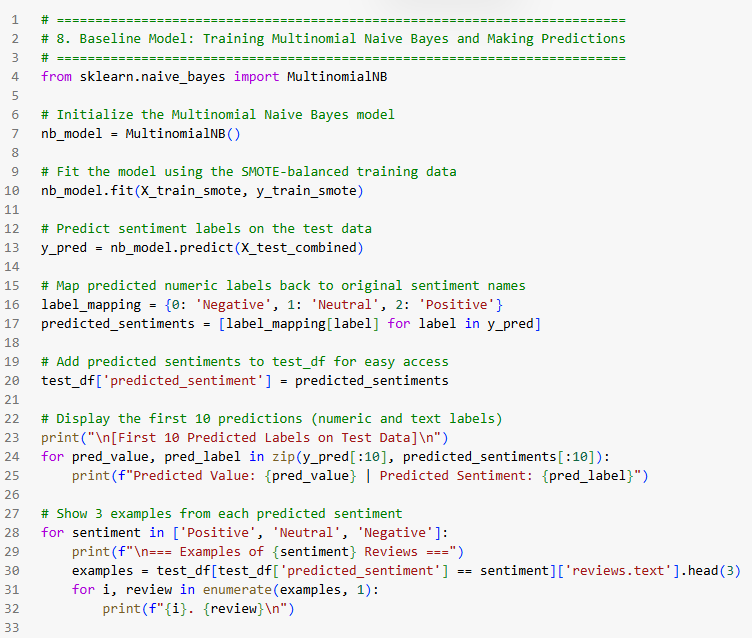 1 # ==========================================================================
2 # 8. Baseline Model: Training Multinomial Naive Bayes and Making Predictions
3 # ==========================================================================
4 from sklearn.naive_bayes import MultinomialNB
5
6 # Initialize the Multinomial Naive Bayes model
7 nb_model = MultinomialNB()
8
9 # Fit the model using the SMOTE-balanced training data
10 nb_model.fit(X_train_smote, y_train_smote)
11
12 # Predict sentiment labels on the test data
13 y_pred = nb_model.predict(X_test_combined)
14
15 # Map predicted numeric labels back to original sentiment names
16 label_mapping = {0: 'Negative', 1: 'Neutral', 2: 'Positive'}
17 predicted_sentiments = [label_mapping[label] for label in y_pred]
18
19 # Add predicted sentiments to test_df for easy access
20 test_df['predicted_sentiment'] = predicted_sentiments
21
22 # Display the first 10 predictions (numeric and text labels)
23 print("\n[First 10 Predicted Labels on Test Data]\n")
24 for pred_value, pred_label in zip(y_pred[:10], predicted_sentiments[:10]):
25     print(f"Predicted Value: {pred_value} | Predicted Sentiment: {pred_label}")
26
27 # Show 3 examples from each predicted sentiment
28 for sentiment in ['Positive', 'Neutral', 'Negative']:
29     print(f"\n=== Examples of {sentiment} Reviews ===")
30     examples = test_df[test_df['predicted_sentiment'] == sentiment]['reviews.text'].head(3)
31     for i, review in enumerate(examples, 1):
32         print(f"{i}. {review}\n")
33